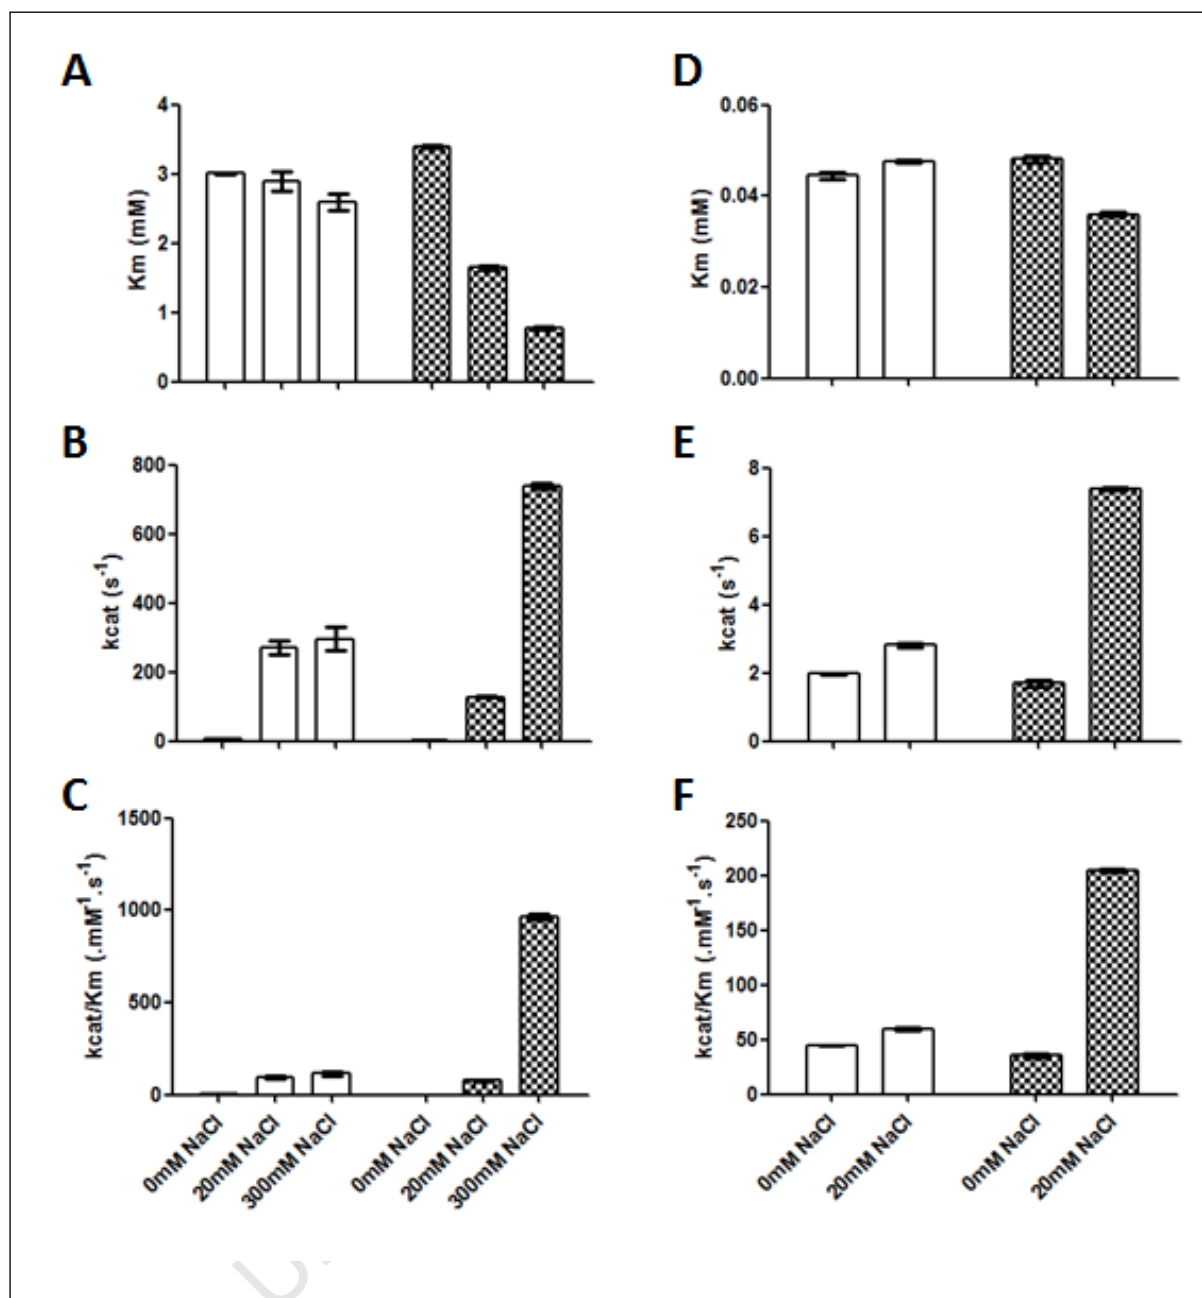 A
4
3
2
1
0
Km (mM)
D
0.06
0.04
0.02
0.00
Km (mM)
B
800
600
400
200
0
kcat (s⁻¹)
E
8
6
4
2
0
kcat (s⁻¹)
C
1500
1000
500
0
kcat/Km (.mM⁻¹.s⁻¹)
0mM NaCl
20mM NaCl
300mM NaCl
0mM NaCl
20mM NaCl
300mM NaCl
F
250
200
150
100
50
0
kcat/Km (.mM⁻¹.s⁻¹)
0mM NaCl
20mM NaCl
0mM NaCl
20mM NaCl